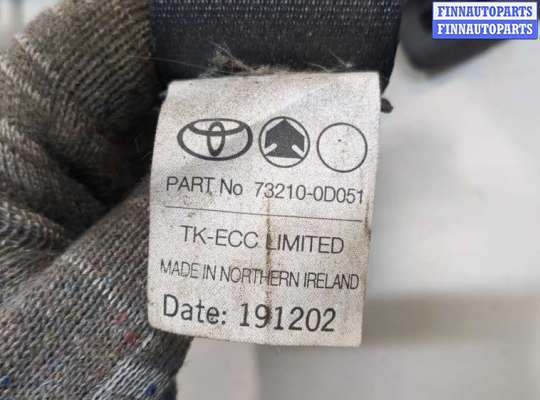 FINNAUTOPARTS
FINNAUTOPARTS
PART No 73210-0D051
TK-ECC LIMITED
MADE IN NORTHERN IRELAND
Date: 191202